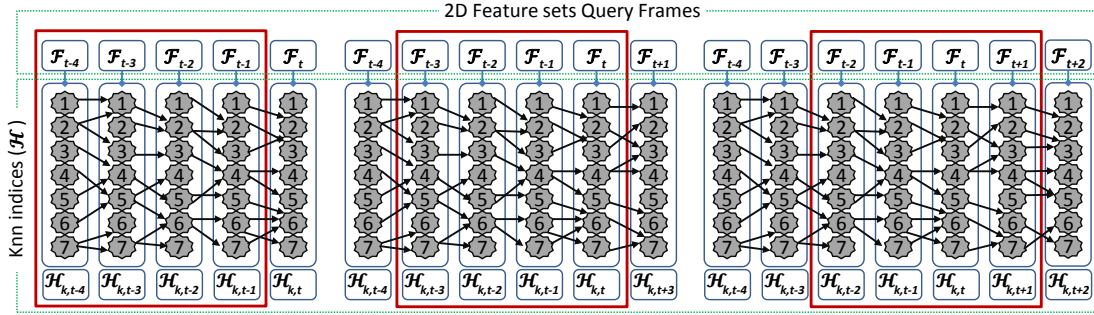 2D Feature sets Query Frames
𝓕t-4 𝓕t-3 𝓕t-2 𝓕t-1 𝓕t 𝓕t-4 𝓕t-3 𝓕t-2 𝓕t-1 𝓕t 𝓕t+1 𝓕t-4 𝓕t-3 𝓕t-2 𝓕t-1 𝓕t 𝓕t+1 𝓕t+2
Knn indices (𝓗)
1 1 1 1 1 1 1 1 1 1 1 1 1 1 1 1 1 1
2 2 2 2 2 2 2 2 2 2 2 2 2 2 2 2 2 2
3 3 3 3 3 3 3 3 3 3 3 3 3 3 3 3 3 3
4 4 4 4 4 4 4 4 4 4 4 4 4 4 4 4 4 4
5 5 5 5 5 5 5 5 5 5 5 5 5 5 5 5 5 5
6 6 6 6 6 6 6 6 6 6 6 6 6 6 6 6 6 6
7 7 7 7 7 7 7 7 7 7 7 7 7 7 7 7 7 7
𝓗k,t-4 𝓗k,t-3 𝓗k,t-2 𝓗k,t-1 𝓗k,t 𝓗k,t-4 𝓗k,t-3 𝓗k,t-2 𝓗k,t-1 𝓗k,t 𝓗k,t+3 𝓗k,t-4 𝓗k,t-3 𝓗k,t-2 𝓗k,t-1 𝓗k,t 𝓗k,t+1 𝓗k,t+2